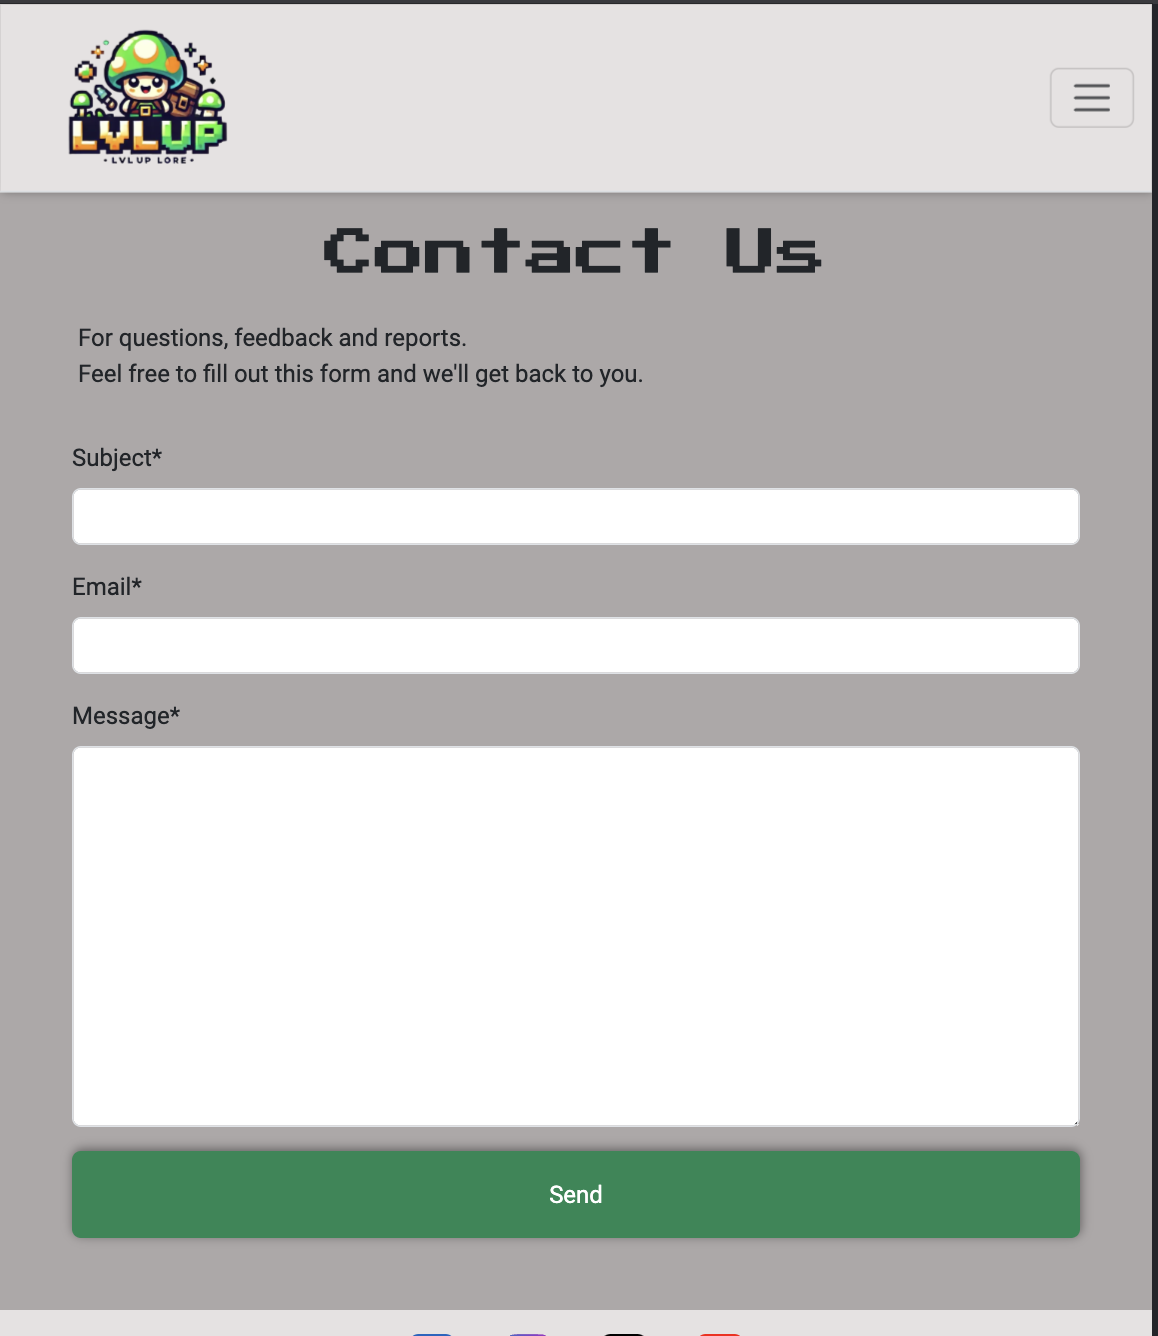 LVLUP
• LVLUP LORE •
Contact Us
For questions, feedback and reports.
Feel free to fill out this form and we'll get back to you.
Subject*
Email*
Message*
Send